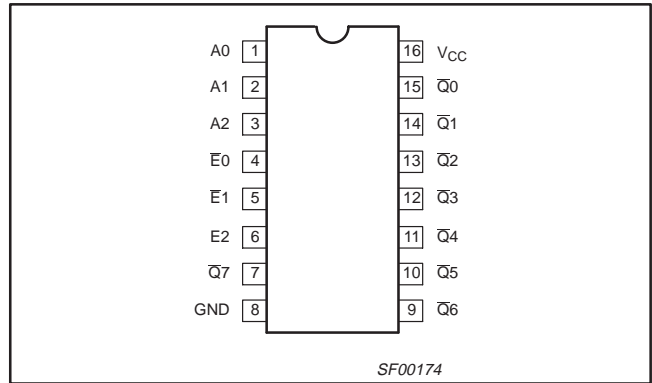 A0 1 16 VCC
A1 2 15 Q̅0
A2 3 14 Q̅1
E̅0 4 13 Q̅2
E̅1 5 12 Q̅3
E2 6 11 Q̅4
Q̅7 7 10 Q̅5
GND 8 9 Q̅6
SF00174